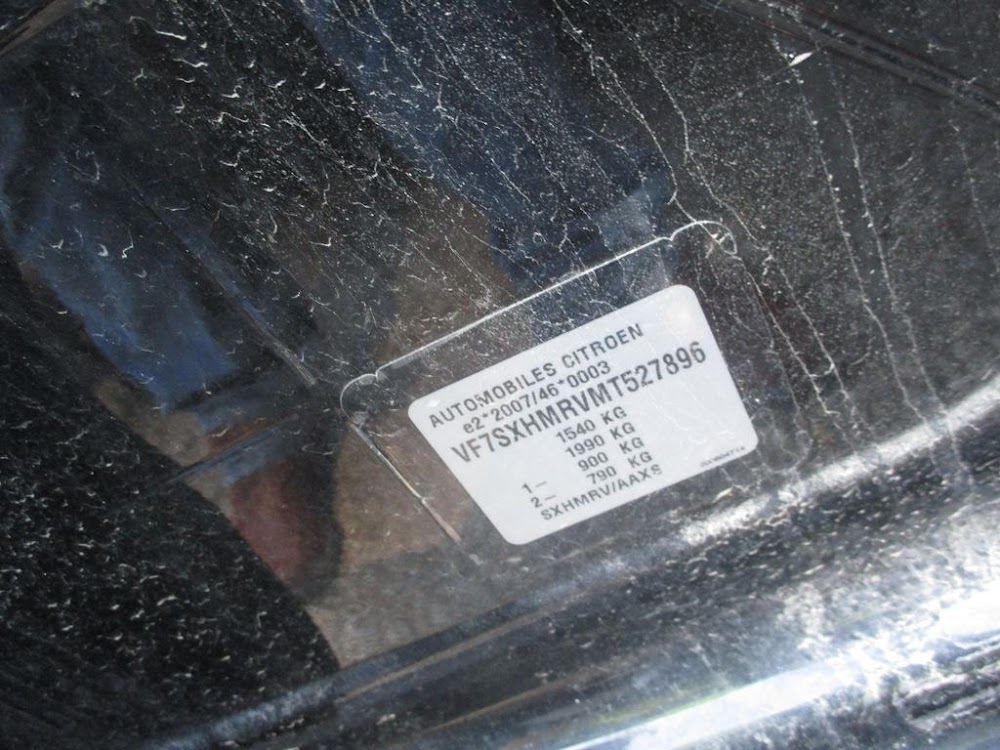 AUTOMOBILES CITROEN
e2*2007/46*0003
VF7SXHMRVMT527896
1540 KG
1990 KG
1– 900 KG
2– 790 KG
SXHMRV/AAXS